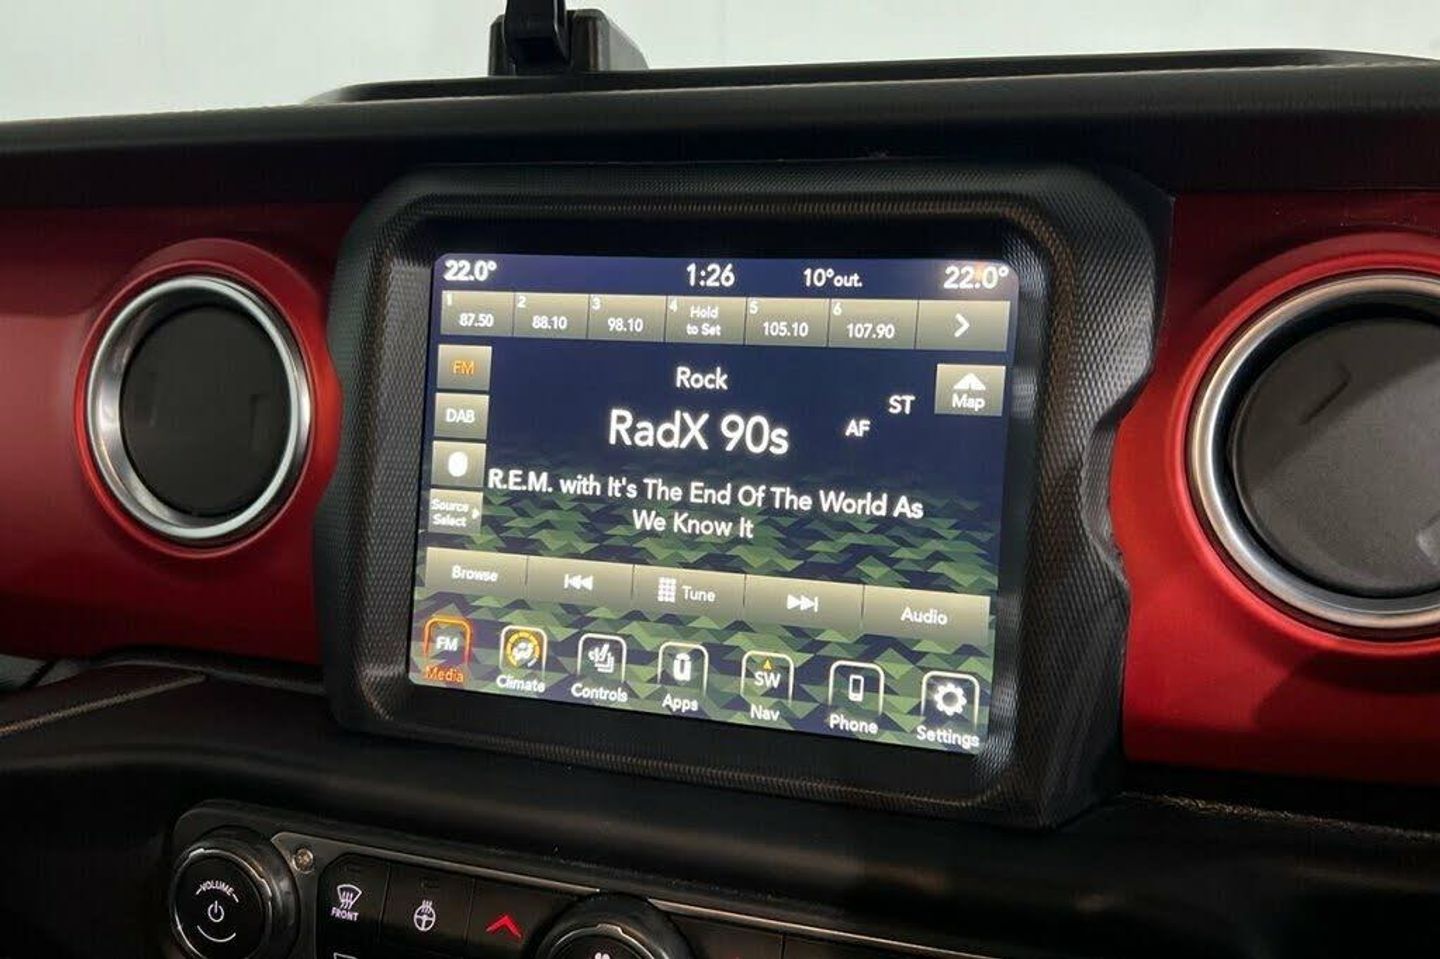 22.0° 1:26 10°out. 22.0°
1 2 3 4 Hold 5 6
87.50 88.10 98.10 to Set 105.10 107.90
FM
Rock
Map
DAB
RadX 90s
AF
ST
R.E.M. with It's The End Of The World As
We Know It
Source
Select
Browse Tune Audio
FM SW
Media Climate Controls Apps Nav Phone Settings
VOLUME
FRONT